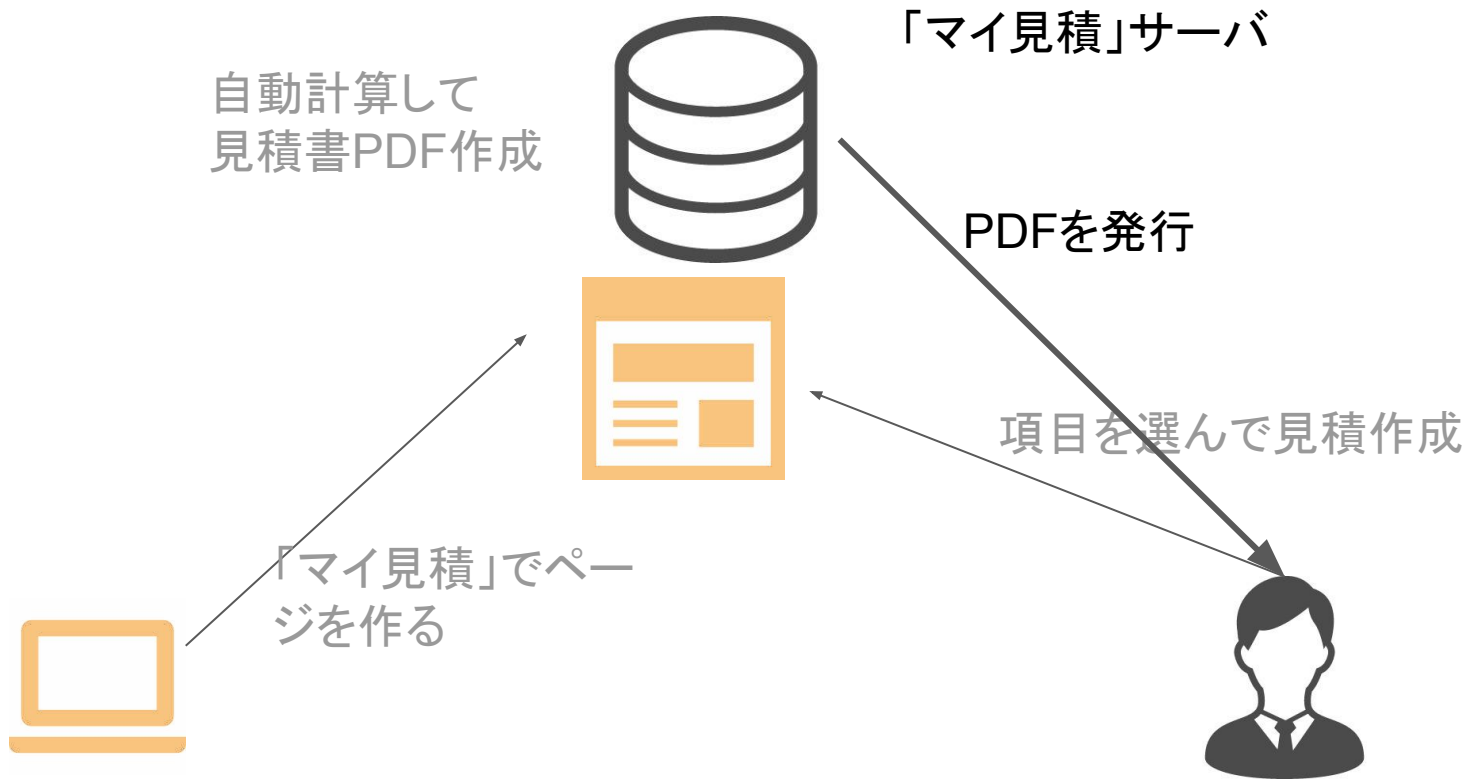 「マイ見積」サーバ
自動計算して
見積書PDF作成
PDFを発行
項目を選んで見積作成
「マイ見積」でペー
ジを作る